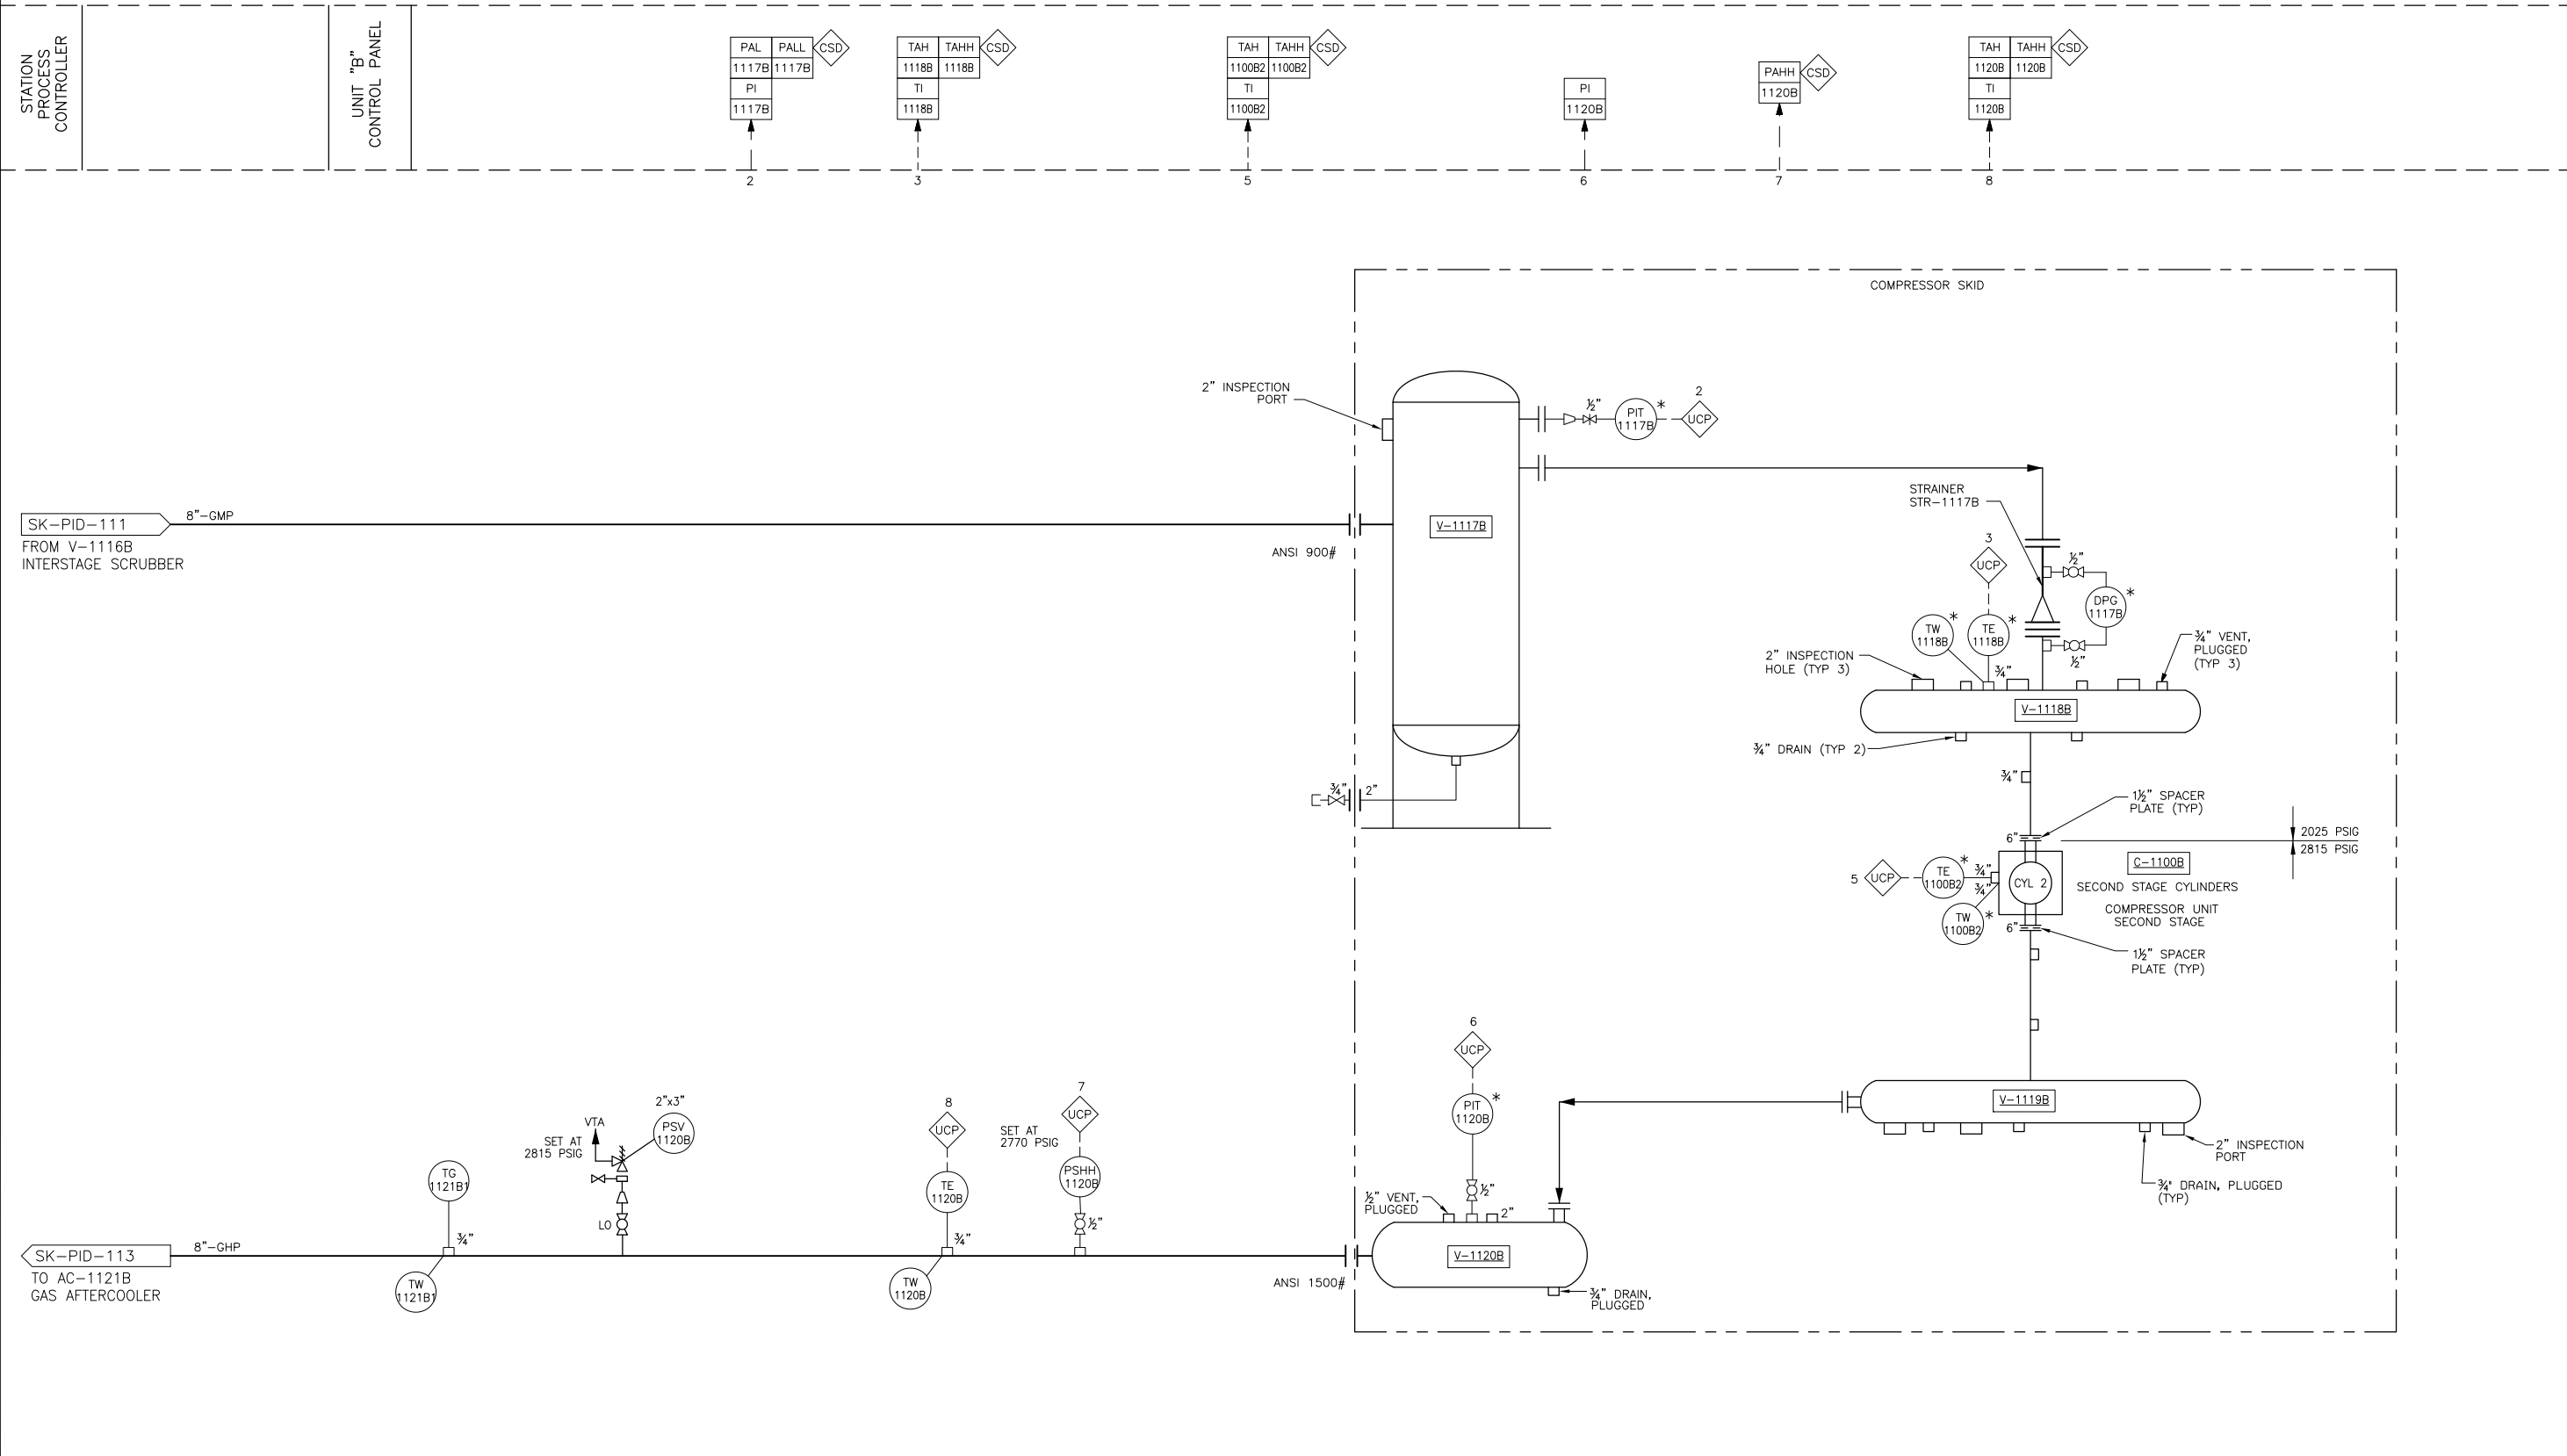 STATION
PROCESS
CONTROLLER
UNIT "B"
CONTROL PANEL
PAL PALL CSD
1117B 1117B
PI
1117B
2
TAH TAHH CSD
1118B 1118B
TI
1118B
3
TAH TAHH CSD
1100B2 1100B2
TI
1100B2
5
PI
1120B
6
PAHH CSD
1120B
7
TAH TAHH CSD
1120B 1120B
TI
1120B
8
COMPRESSOR SKID
2" INSPECTION
PORT
½"
PIT
1117B
*
2
UCP
SK-PID-111
8"-GMP
FROM V-1116B
INTERSTAGE SCRUBBER
ANSI 900#
V-1117B
STRAINER
STR-1117B
3
UCP
½"
DPG
1117B
*
TW
1118B
*
TE
1118B
*
¾"
½"
¾" VENT,
PLUGGED
(TYP 3)
2" INSPECTION
HOLE (TYP 3)
V-1118B
¾" DRAIN (TYP 2)
¾"
¾"
2"
1½" SPACER
PLATE (TYP)
6"
2025 PSIG
2815 PSIG
C-1100B
SECOND STAGE CYLINDERS
COMPRESSOR UNIT
SECOND STAGE
5
UCP
TE
1100B2
*
¾"
¾"
CYL 2
TW
1100B2
*
6"
1½" SPACER
PLATE (TYP)
6
UCP
PIT
1120B
*
½"
V-1119B
2" INSPECTION
PORT
¾" DRAIN, PLUGGED
(TYP)
½" VENT,
PLUGGED
2"
V-1120B
¾" DRAIN,
PLUGGED
ANSI 1500#
7
UCP
SET AT
2770 PSIG
PSHH
1120B
½"
8
UCP
TE
1120B
¾"
TW
1120B
2"x3"
PSV
1120B
VTA
SET AT
2815 PSIG
LO
TG
1121B1
¾"
TW
1121B1
SK-PID-113
8"-GHP
TO AC-1121B
GAS AFTERCOOLER